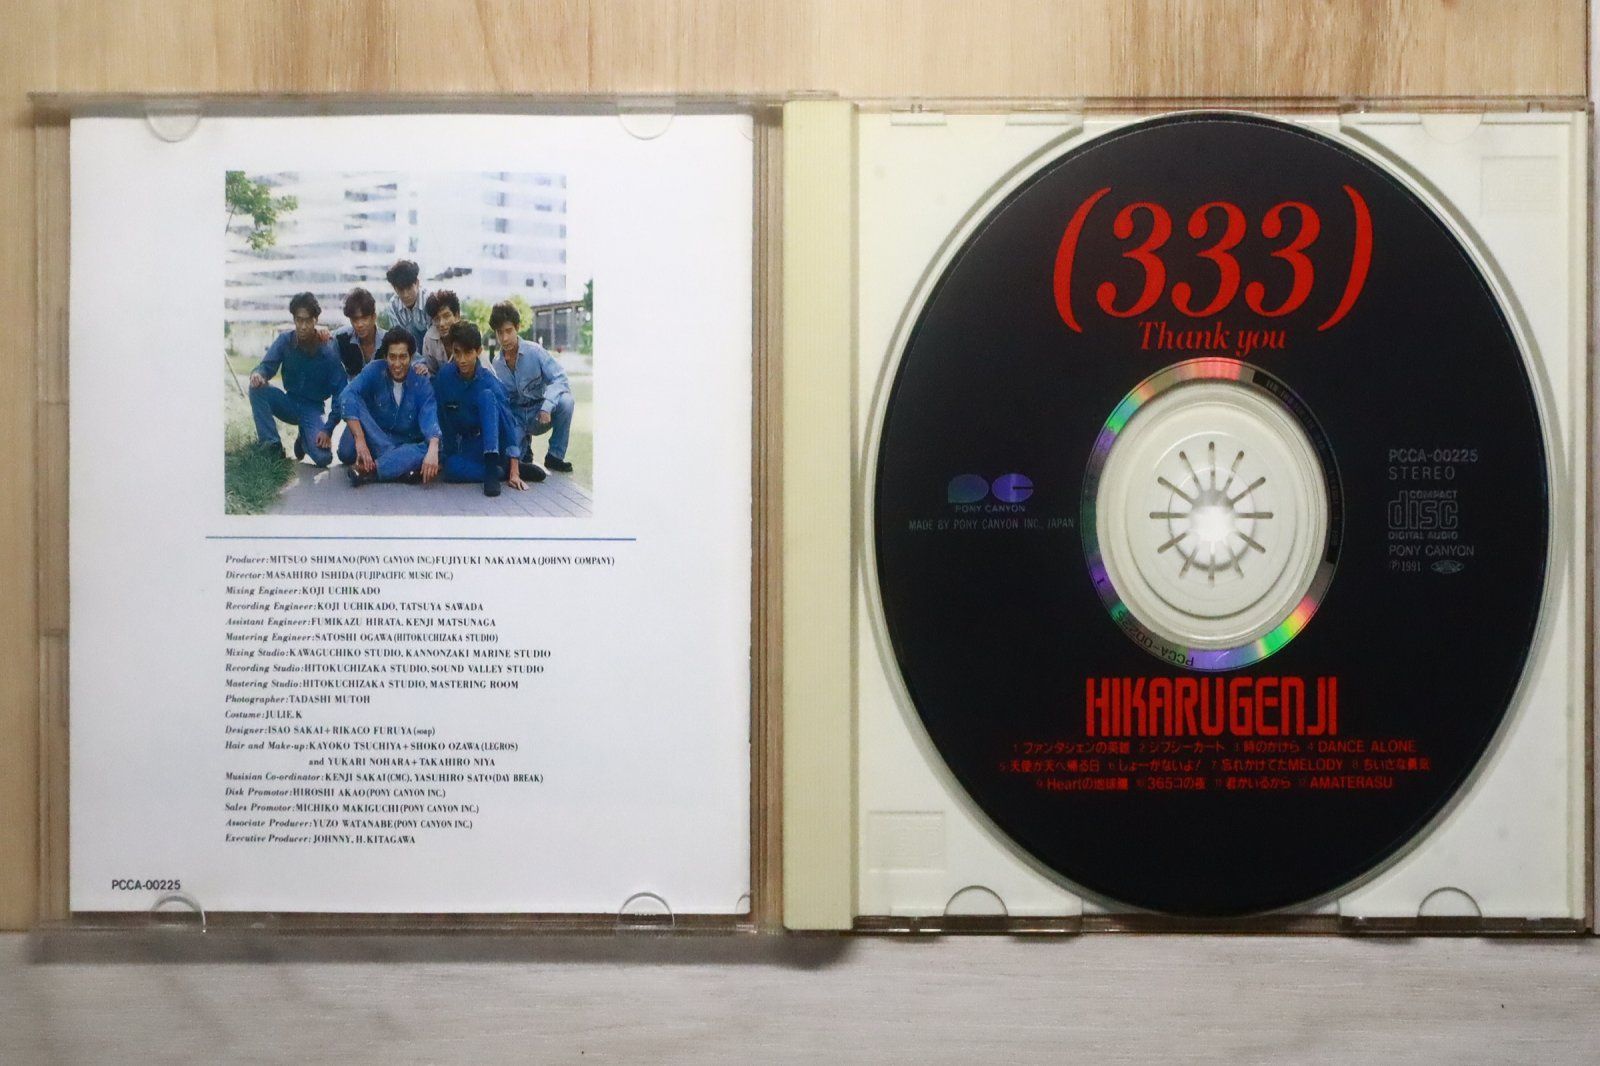 Producer:MITSUO SHIMANO(PONY CANYON INC.)FUJIYUKI NAKAYAMA(JOHNNY COMPANY)
Director:MASAHIRO ISHIDA(FUJIPACIFIC MUSIC INC.)
Mixing Engineer:KOJI UCHIKADO
Recording Engineer:KOJI UCHIKADO, TATSUYA SAWADA
Assistant Engineer:FUMIKAZU HIRATA, KENJI MATSUNAGA
Mastering Engineer:SATOSHI OGAWA(HITOKUCHIZAKA STUDIO)
Mixing Studio:KAWAGUCHIKO STUDIO, KANNONZAKI MARINE STUDIO
Recording Studio:HITOKUCHIZAKA STUDIO, SOUND VALLEY STUDIO
Mastering Studio:HITOKUCHIZAKA STUDIO, MASTERING ROOM
Photographer:TADASHI MUTOH
Costume:JULIE.K
Designer:ISAO SAKAI+RIKACO FURUYA(soap)
Hair and Make-up:KAYOKO TSUCHIYA+SHOKO OZAWA(LEGROS)
and YUKARI NOHARA+TAKAHIRO NIYA
Musisian Co-ordinator:KENJI SAKAI(CMC), YASUHIRO SATO(DAY BREAK)
Disk Promotor:HIROSHI AKAO(PONY CANYON INC.)
Sales Promotor:MICHIKO MAKIGUCHI(PONY CANYON INC.)
Associate Producer:YUZO WATANABE(PONY CANYON INC.)
Executive Producer:JOHNNY. H. KITAGAWA
PCCA-00225
(333)
Thank you
PONY CANYON
MADE BY PONY CANYON INC., JAPAN
PCCA-00225
STEREO
COMPACT
disc
DIGITAL AUDIO
PONY CANYON
Ⓟ1991
PCCA-00225 1
HIKARUGENJI
1 ファンタジェンの英雄 2 ジプシーカート 3 時のかけら 4 DANCE ALONE
5 天使が天へ帰る日 6 しょーがないよ! 7 忘れかけてたMELODY 8 ちいさな勇気
9 Heartの地球儀 10 365コの夜 11 君がいるから 12 AMATERASU